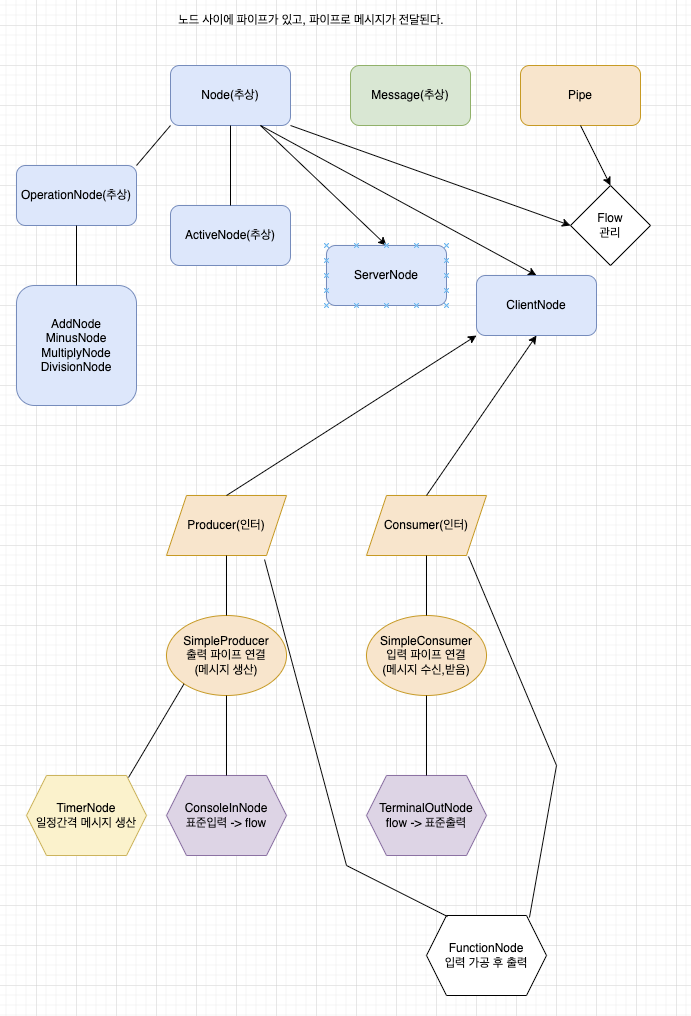 노드 사이에 파이프가 있고, 파이프로 메시지가 전달된다.
Node(추상)
Message(추상)
Pipe
OperationNode(추상)
ActiveNode(추상)
Flow
관리
ServerNode
ClientNode
AddNode
MinusNode
MultiplyNode
DivisionNode
Producer(인터)
Consumer(인터)
SimpleProducer
출력 파이프 연결
(메시지 생산)
SimpleConsumer
입력 파이프 연결
(메시지 수신,받음)
TimerNode
일정간격 메시지 생산
ConsoleInNode
표준입력 -> flow
TerminalOutNode
flow -> 표준출력
FunctionNode
입력 가공 후 출력